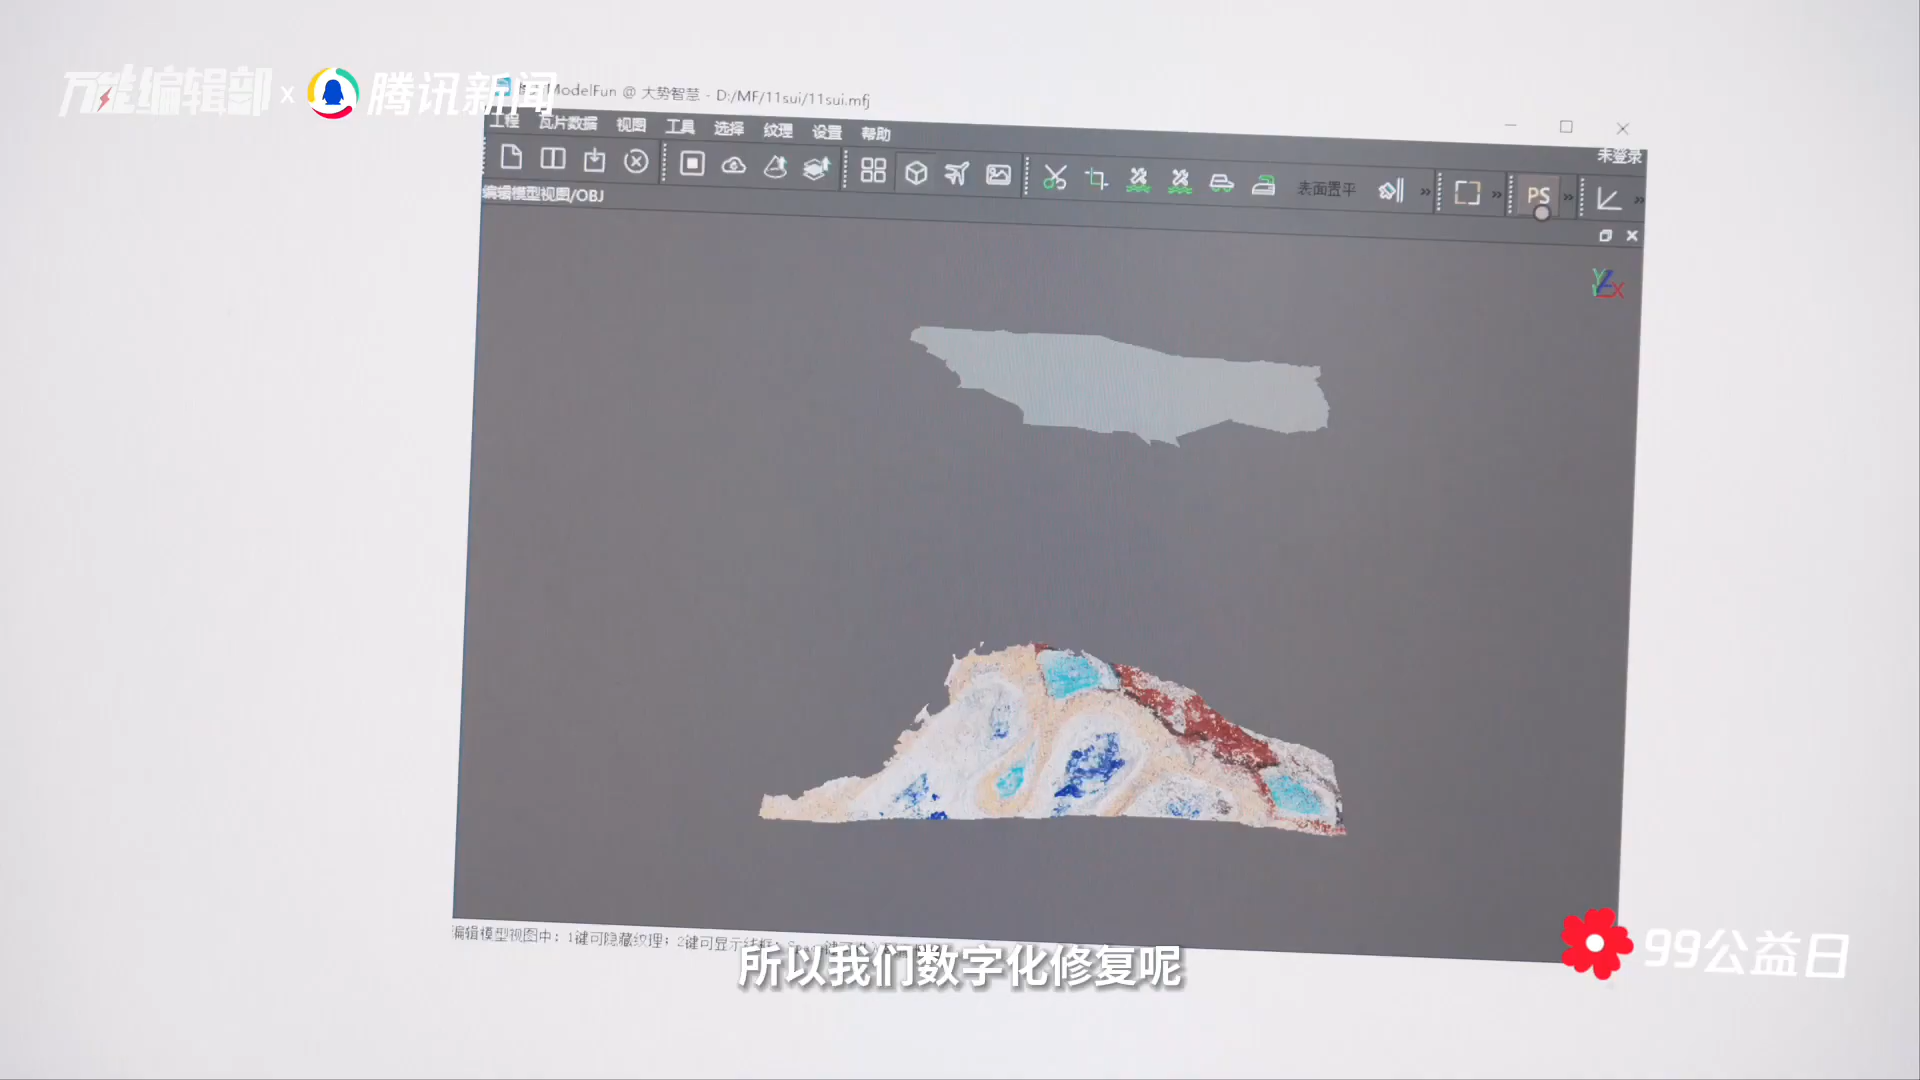 万能编辑部 x 腾讯新闻
ModelFun @ 大势智慧 - D:/MF/11sui/11sui.mfj
工程 瓦片数据 视图 工具 选择 纹理 设置 帮助
未登录
表面置平
PS
编辑模型视图/OBJ
Y Z X
编辑模型视图中: 1键可隐藏纹理; 2键可显示线框;
所以我们数字化修复呢
99公益日